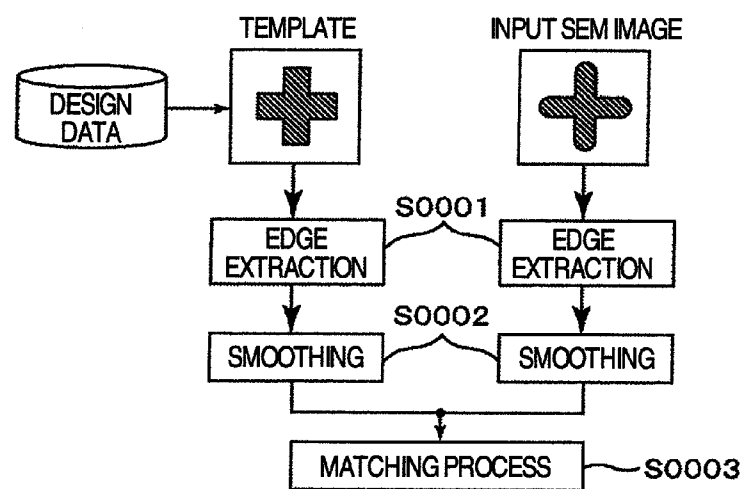 TEMPLATE
INPUT SEM IMAGE
DESIGN
DATA
S0001
EDGE
EXTRACTION
EDGE
EXTRACTION
S0002
SMOOTHING
SMOOTHING
MATCHING PROCESS
S0003